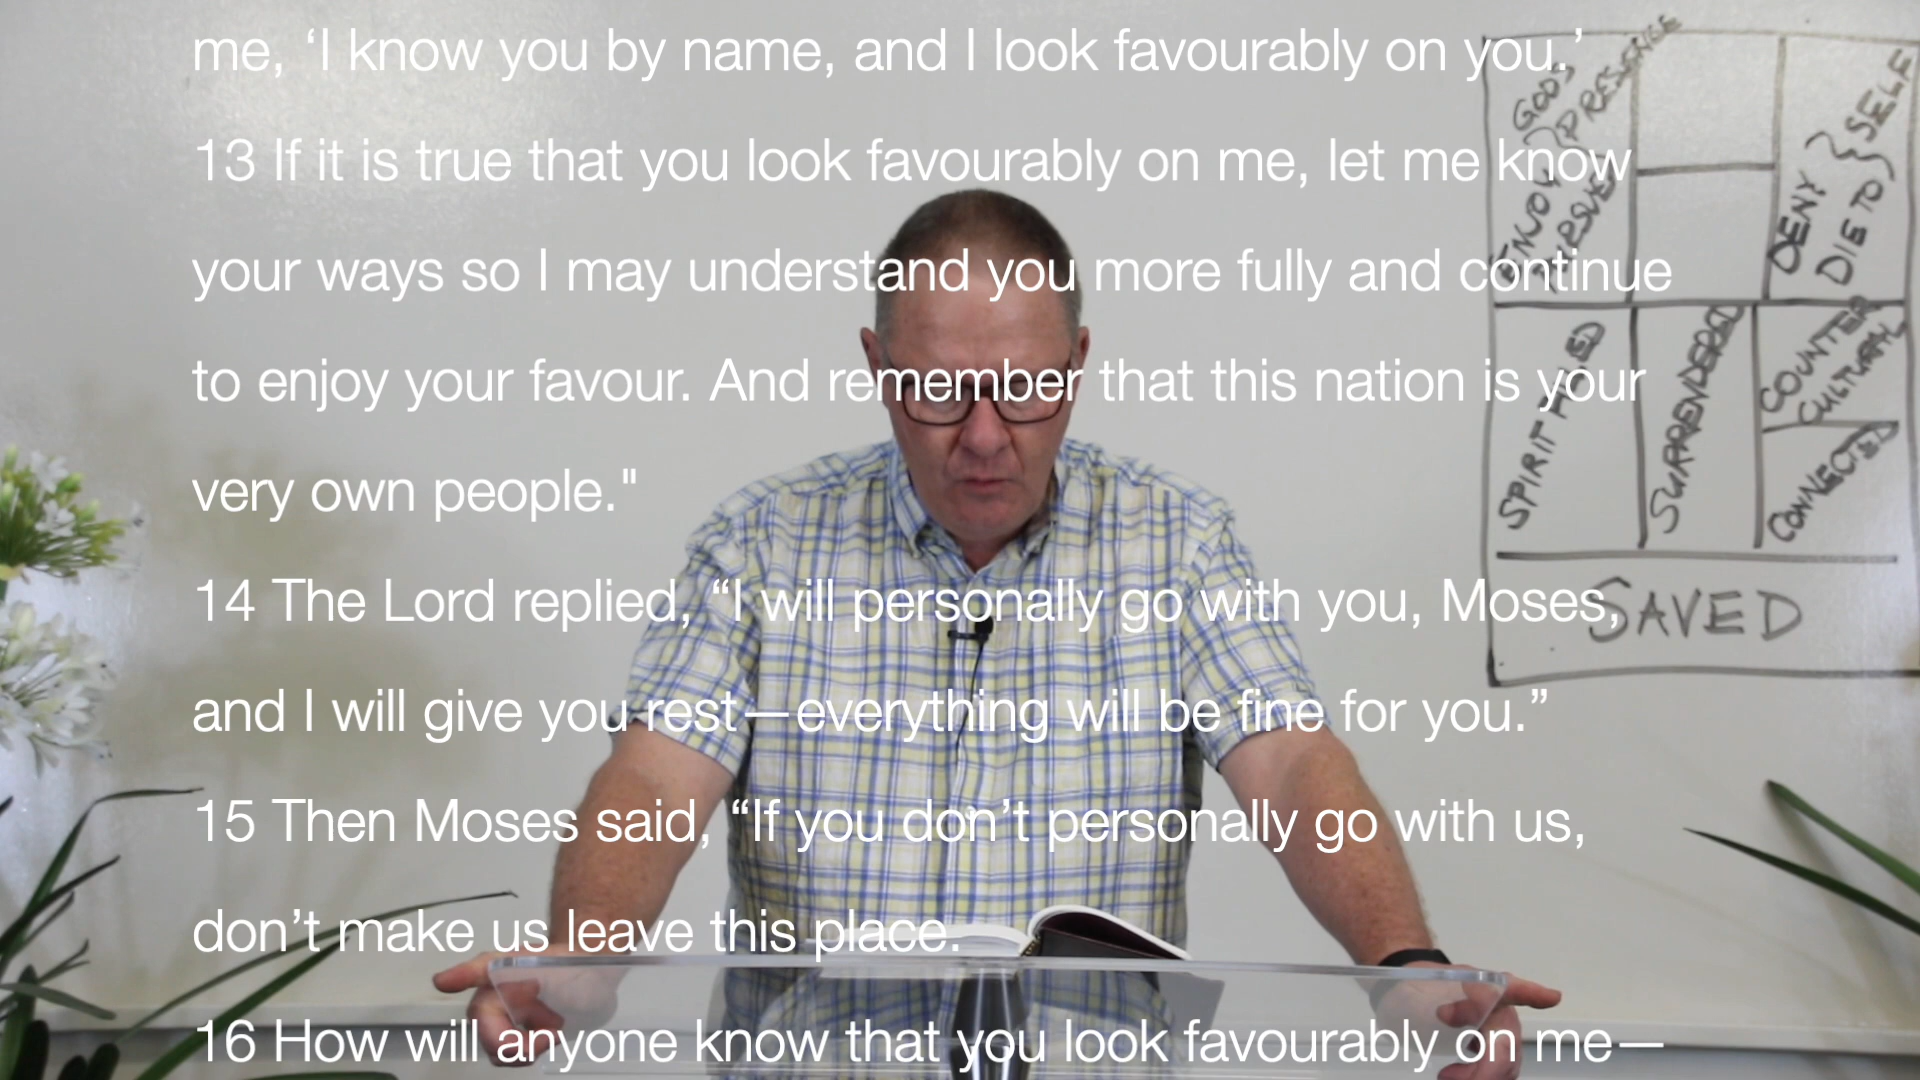 me, ‘I know you by name, and I look favourably on you.’
13 If it is true that you look favourably on me, let me know
your ways so I may understand you more fully and continue
to enjoy your favour. And remember that this nation is your
very own people."
14 The Lord replied, “I will personally go with you, Moses,
and I will give you rest—everything will be fine for you.”
15 Then Moses said, “If you don’t personally go with us,
don’t make us leave this place.
16 How will anyone know that you look favourably on me—
ENJOY
GODS
PRESENCE
DENY
DIE TO
SELF
SPIRIT FILLED
SURRENDERED
COUNTER
CULTURAL
CONNECTED
SAVED